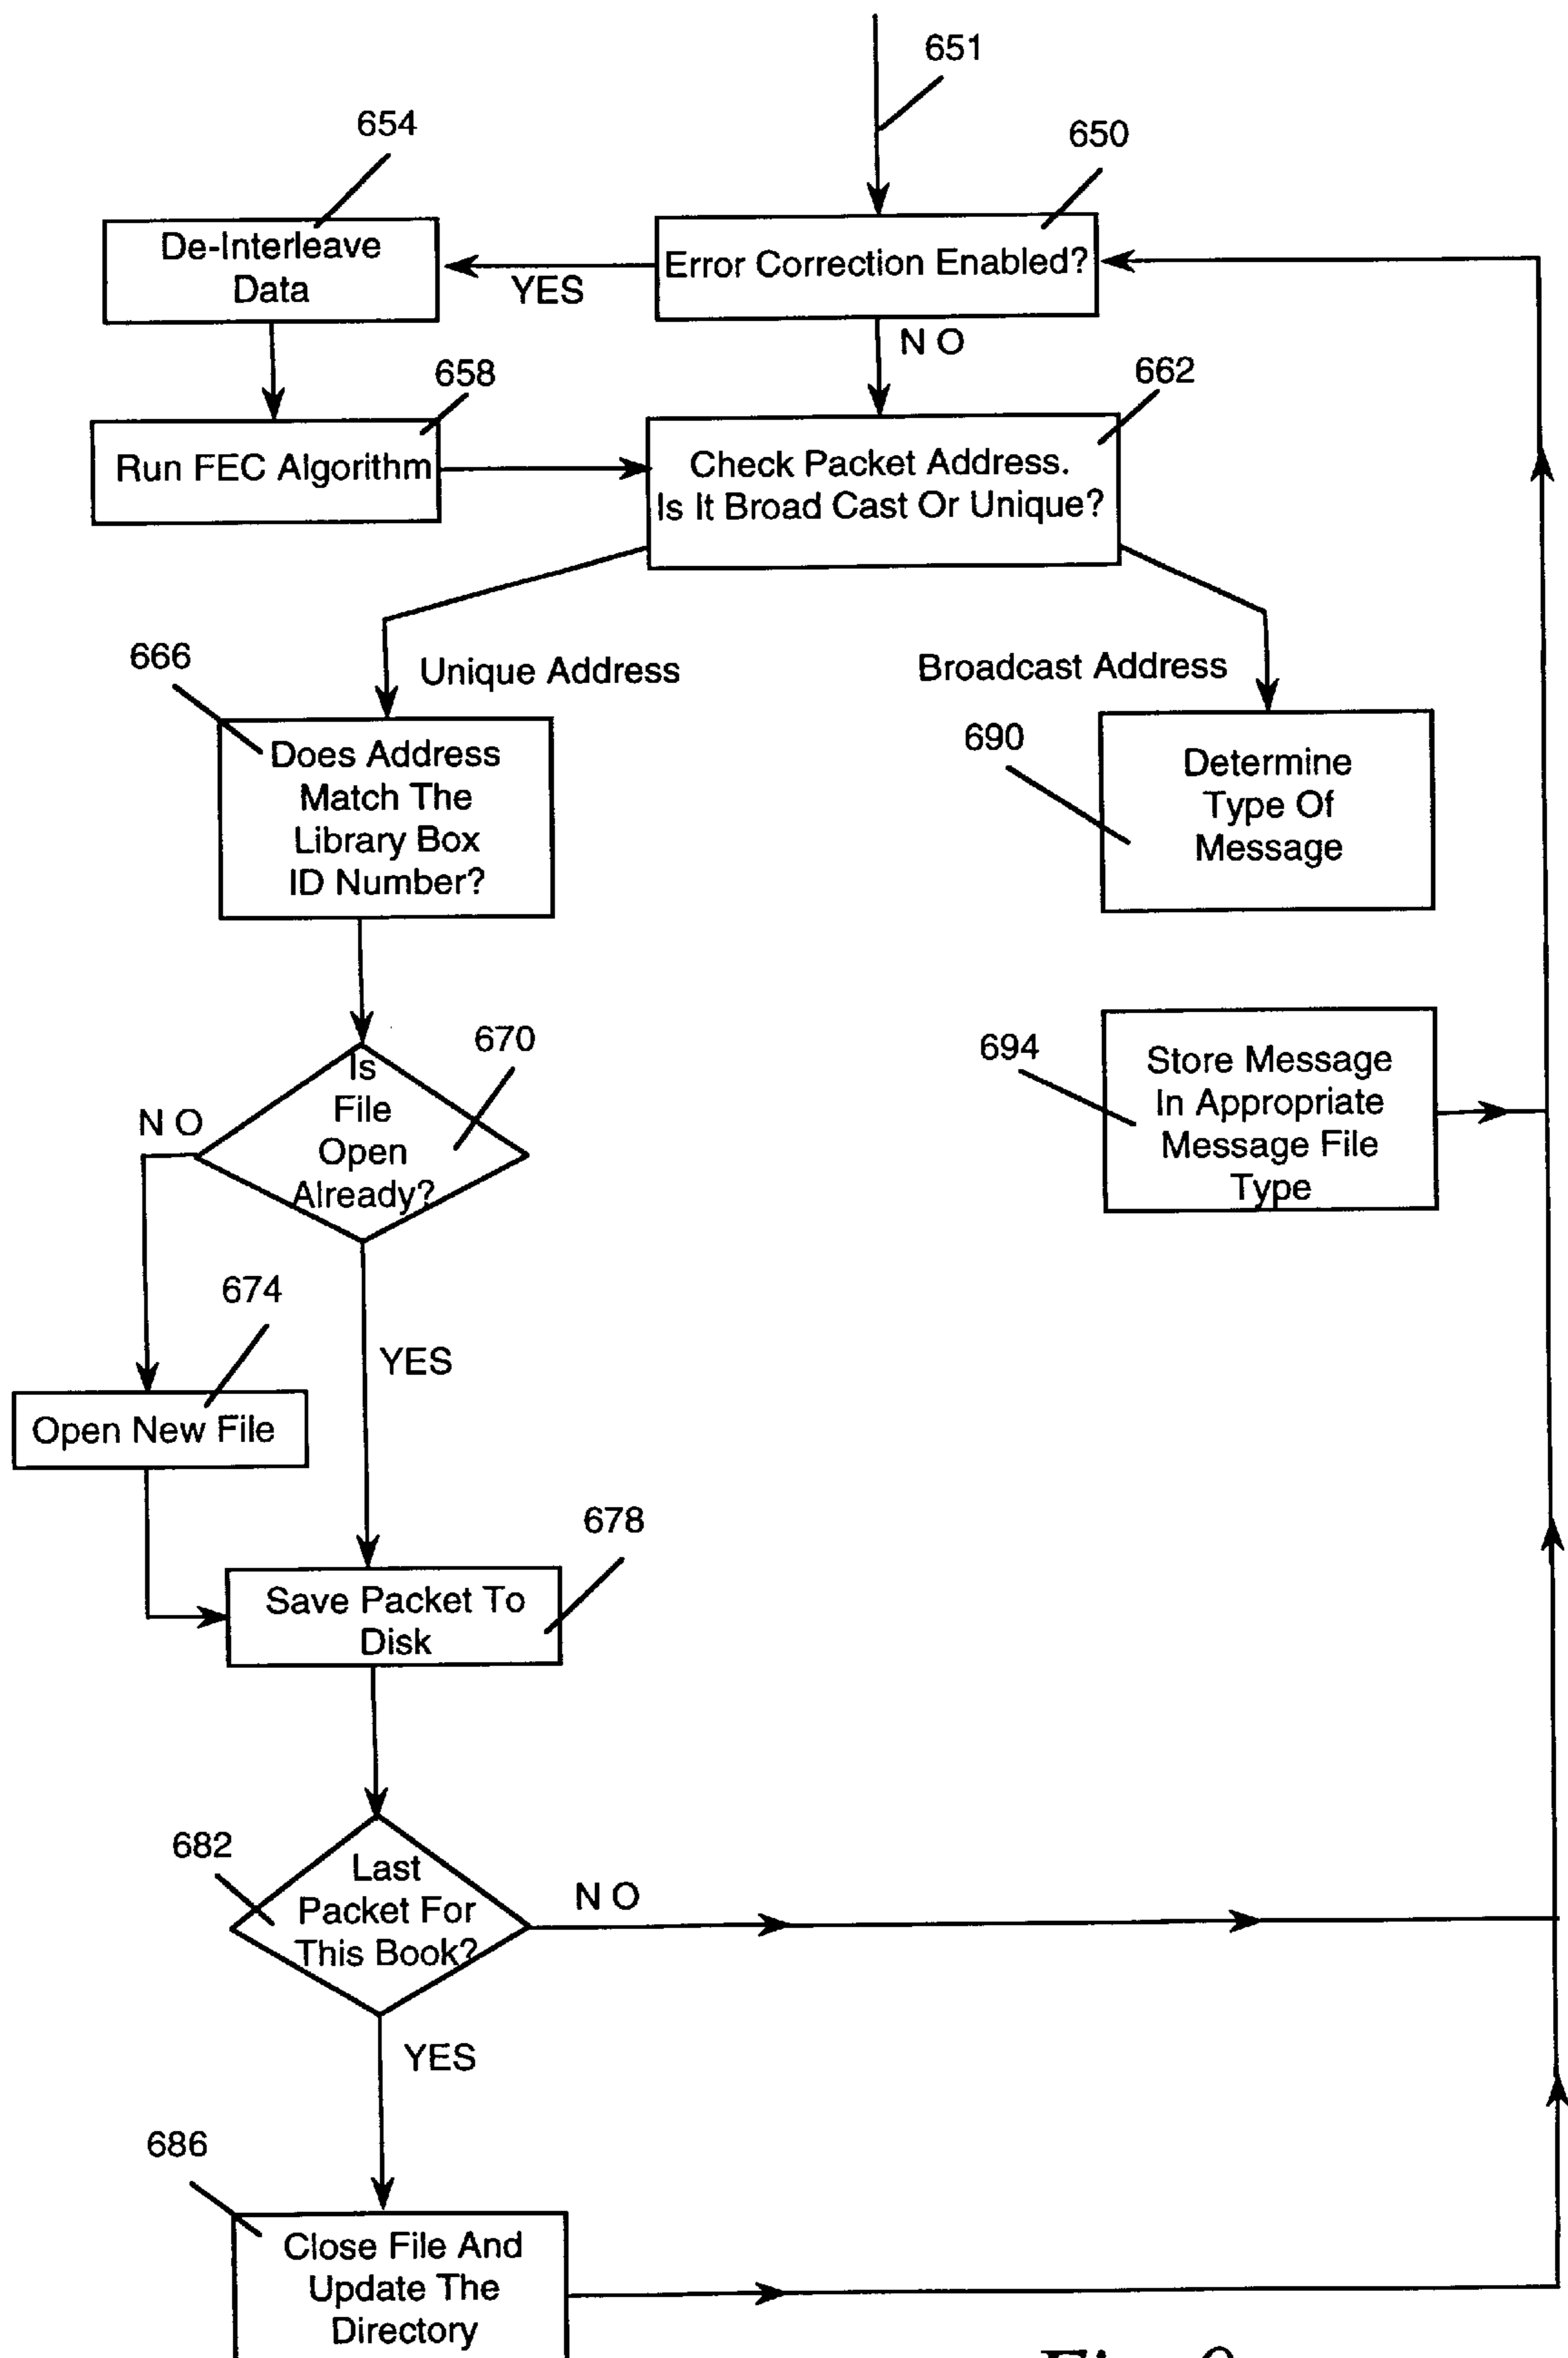 651
654
650
De-Interleave
Data
Error Correction Enabled?
YES
N O
658
662
Run FEC Algorithm
Check Packet Address.
Is It Broad Cast Or Unique?
666
Unique Address
Broadcast Address
Does Address
Match The
Library Box
ID Number?
690
Determine
Type Of
Message
670
Is
File
Open
Already?
N O
694
Store Message
In Appropriate
Message File
Type
674
YES
Open New File
678
Save Packet To
Disk
682
Last
Packet For
This Book?
N O
YES
686
Close File And
Update The
Directory